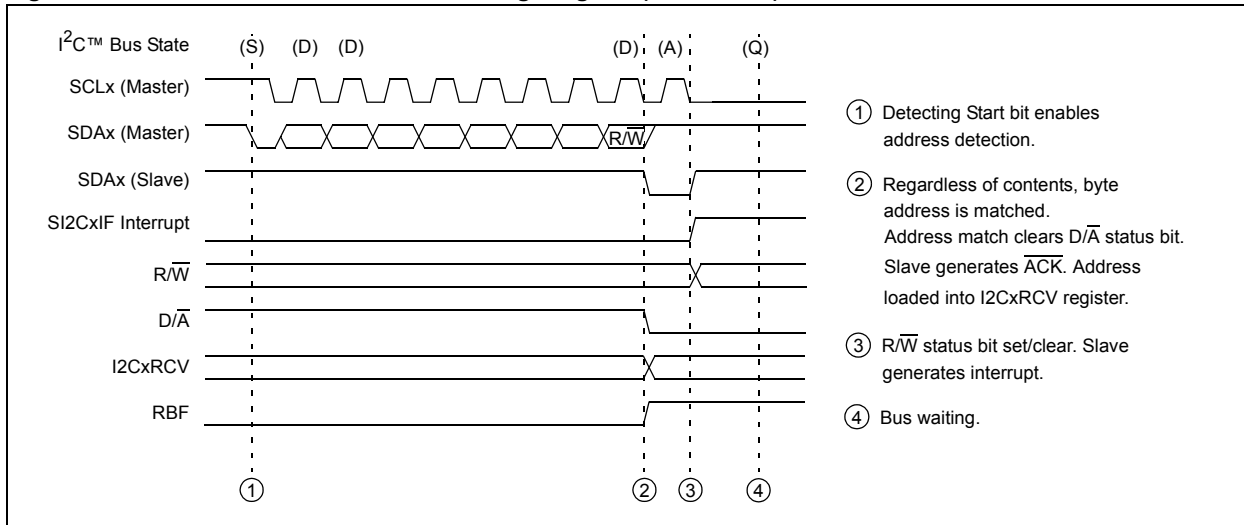 I²C™ Bus State (S) (D) (D) (D) (A) (Q)
SCLx (Master)
SDAx (Master) R/W̅
SDAx (Slave)
SI2CxIF Interrupt
R/W̅
D/A̅
I2CxRCV
RBF
1 2 3 4
1 Detecting Start bit enables
address detection.
2 Regardless of contents, byte
address is matched.
Address match clears D/A̅ status bit.
Slave generates A̅C̅K̅. Address
loaded into I2CxRCV register.
3 R/W̅ status bit set/clear. Slave
generates interrupt.
4 Bus waiting.